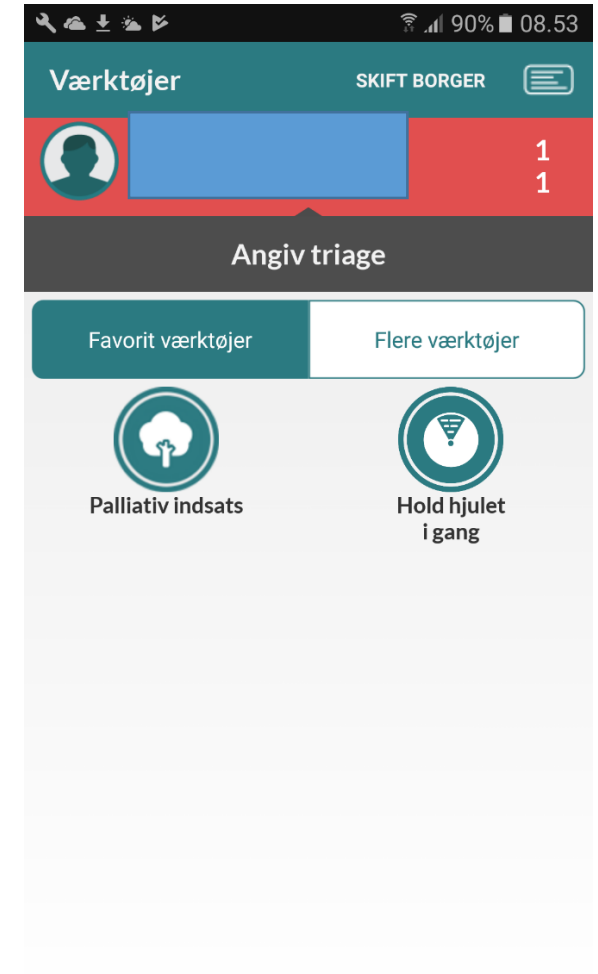 90% 08.53
Værktøjer SKIFT BORGER
1
1
Angiv triage
Favorit værktøjer Flere værktøjer
Palliativ indsats Hold hjulet
i gang